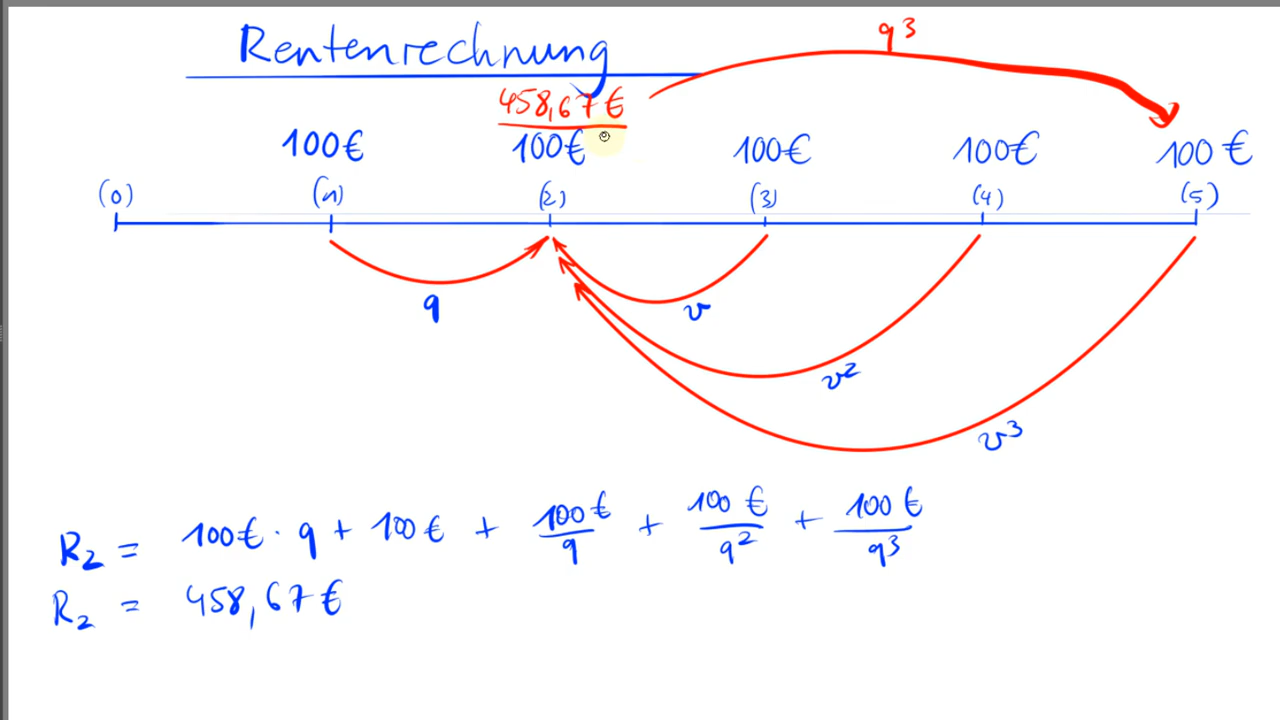 Rentenrechnung
q³
458,67€
100€ 100€ 100€ 100€ 100€
(0) (1) (2) (3) (4) (5)
q v
v²
v³
R₂ = 100€ · q + 100€ + 100€/q + 100€/q² + 100€/q³
R₂ = 458,67€